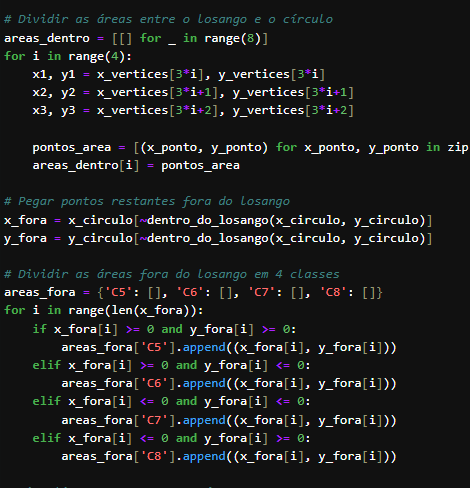 # Dividir as áreas entre o losango e o círculo
areas_dentro = [[] for _ in range(8)]
for i in range(4):
    x1, y1 = x_vertices[3*i], y_vertices[3*i]
    x2, y2 = x_vertices[3*i+1], y_vertices[3*i+1]
    x3, y3 = x_vertices[3*i+2], y_vertices[3*i+2]

    pontos_area = [(x_ponto, y_ponto) for x_ponto, y_ponto in zip
    areas_dentro[i] = pontos_area

# Pegar pontos restantes fora do losango
x_fora = x_circulo[~dentro_do_losango(x_circulo, y_circulo)]
y_fora = y_circulo[~dentro_do_losango(x_circulo, y_circulo)]

# Dividir as áreas fora do losango em 4 classes
areas_fora = {'C5': [], 'C6': [], 'C7': [], 'C8': []}
for i in range(len(x_fora)):
    if x_fora[i] >= 0 and y_fora[i] >= 0:
        areas_fora['C5'].append((x_fora[i], y_fora[i]))
    elif x_fora[i] >= 0 and y_fora[i] <= 0:
        areas_fora['C6'].append((x_fora[i], y_fora[i]))
    elif x_fora[i] <= 0 and y_fora[i] <= 0:
        areas_fora['C7'].append((x_fora[i], y_fora[i]))
    elif x_fora[i] <= 0 and y_fora[i] >= 0:
        areas_fora['C8'].append((x_fora[i], y_fora[i]))